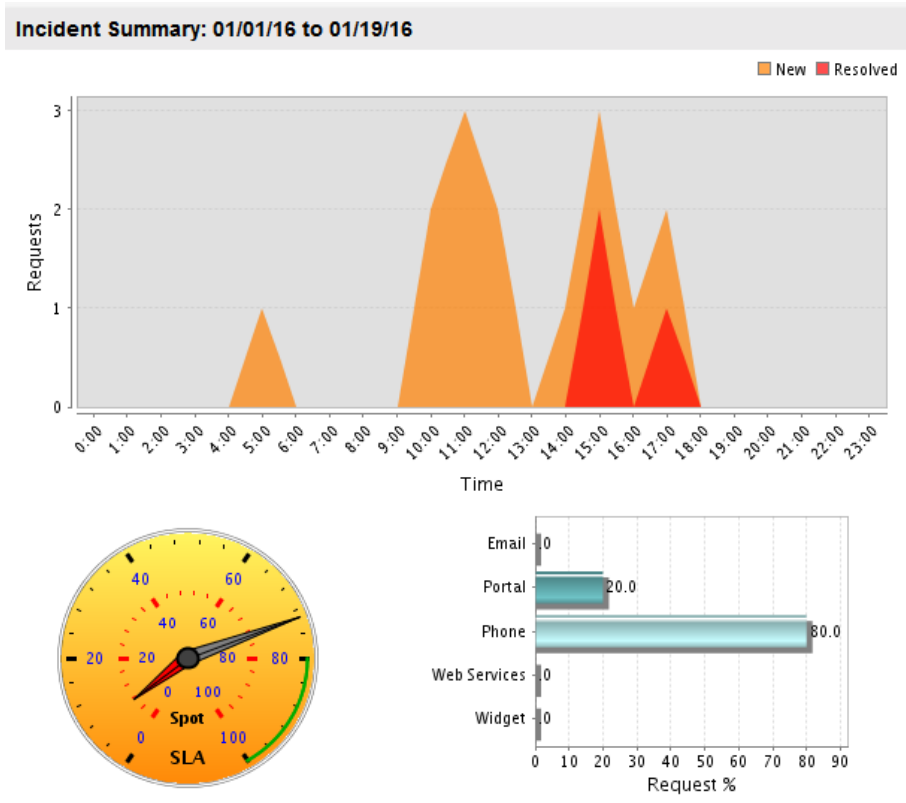 Incident Summary: 01/01/16 to 01/19/16
New Resolved
3
2
1
0
Requests
0:00 1:00 2:00 3:00 4:00 5:00 6:00 7:00 8:00 9:00 10:00 11:00 12:00 13:00 14:00 15:00 16:00 17:00 18:00 19:00 20:00 21:00 22:00 23:00
Time
40 60
40 60
20 20 80 80
0 100
Spot
0 100
SLA
Email .0
Portal 20.0
Phone 80.0
Web Services .0
Widget .0
0 10 20 30 40 50 60 70 80 90
Request %